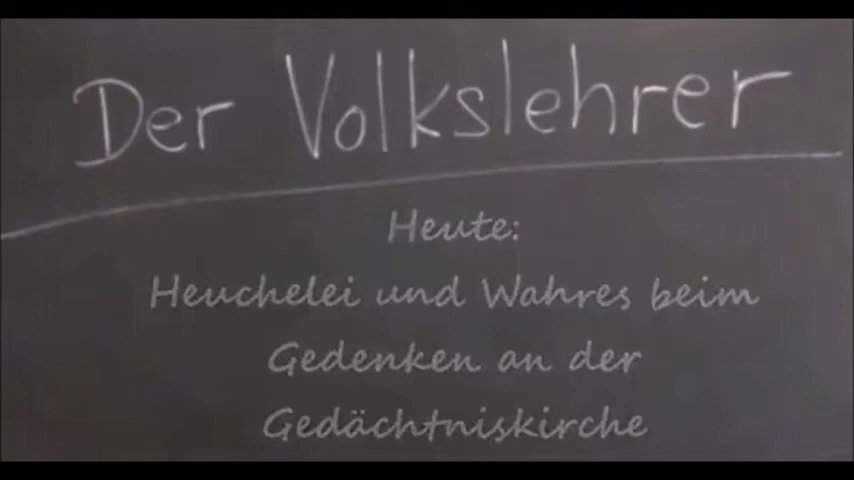 Der Volkslehrer
Heute:
Heuchelei und Wahres beim
Gedenken an der
Gedächtniskirche